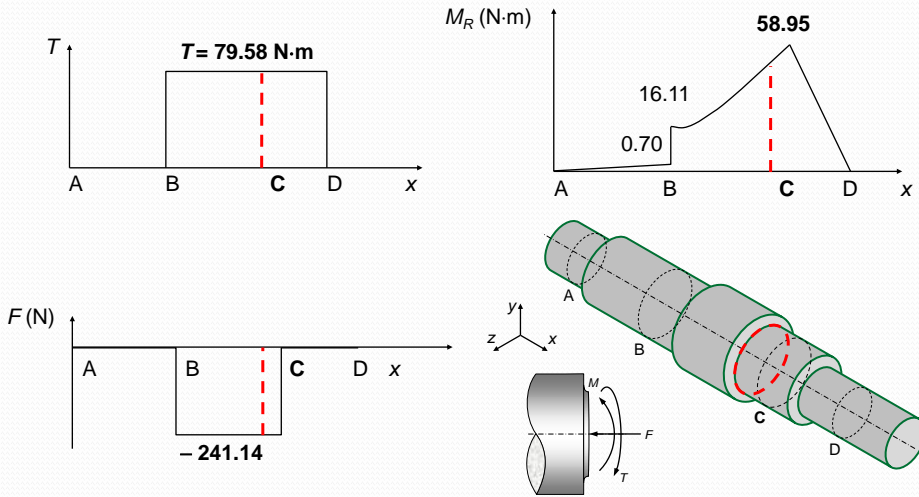 T
T = 79.58 N·m
A B C D x
M_R (N·m)
58.95
16.11
0.70
A B C D x
F (N)
A B C D x
– 241.14
y
z x
M
F
T
A
B
C
D